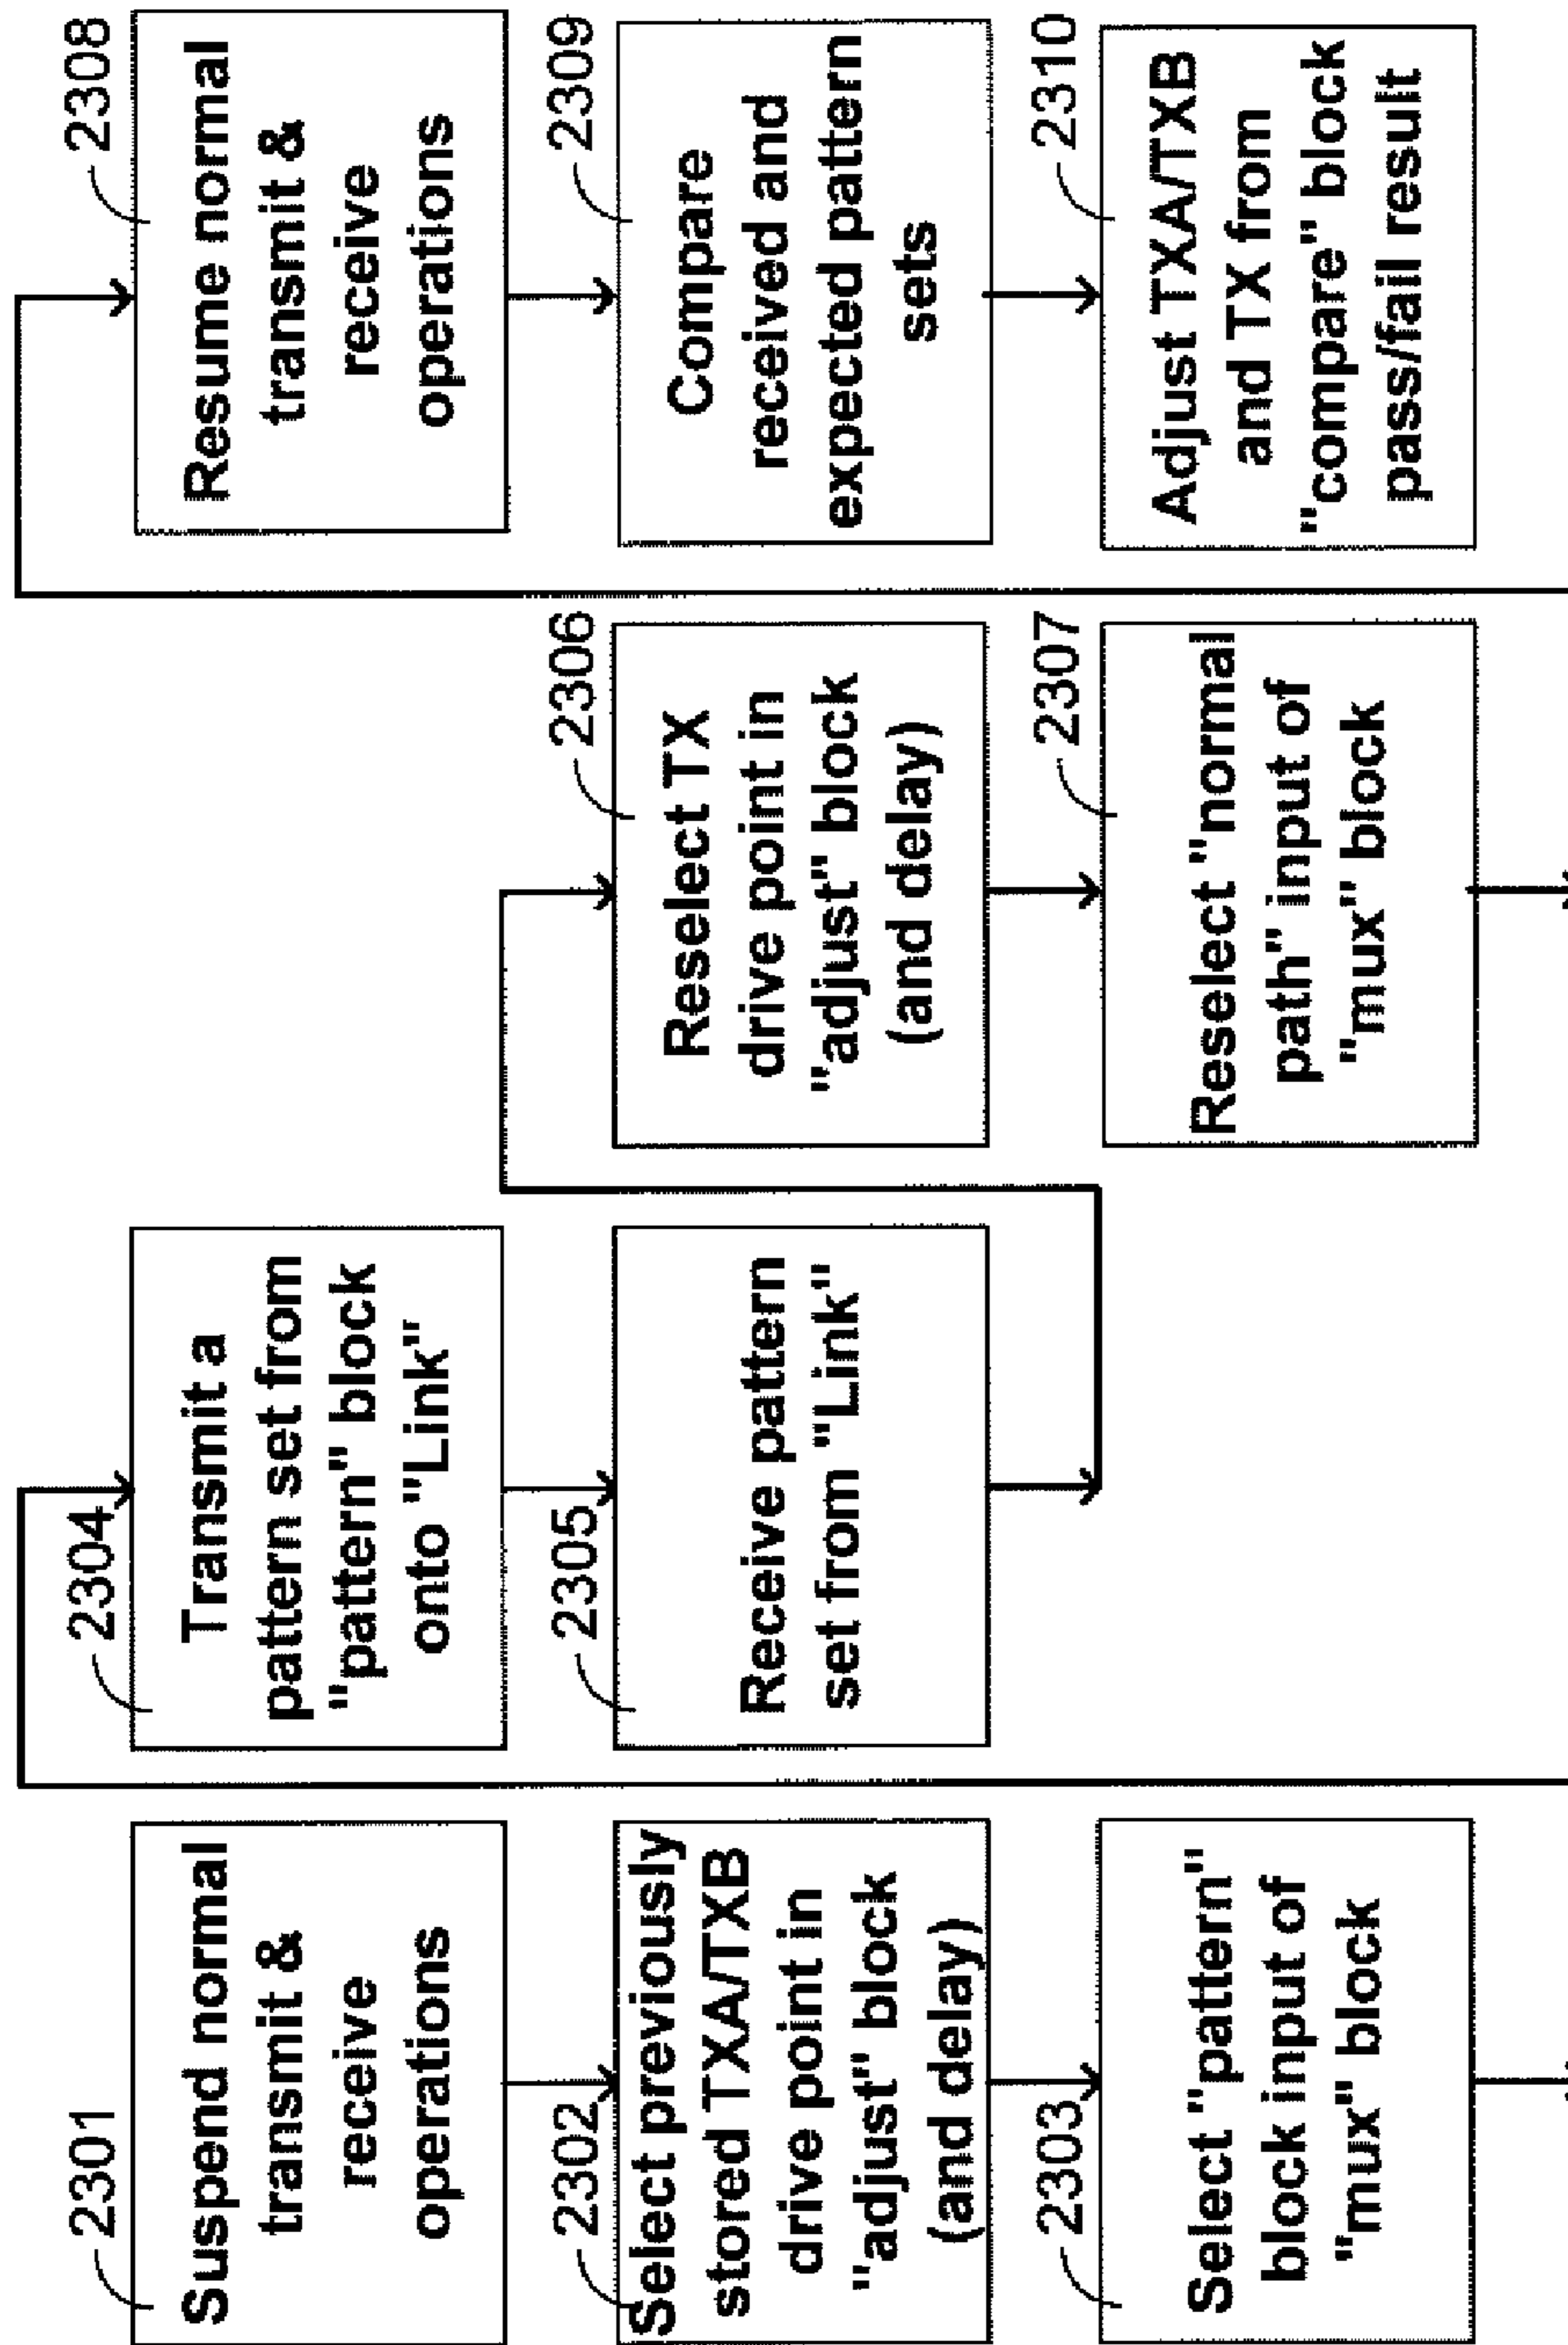 2301
Suspend normal
transmit &
receive
operations
2302
Select previously
stored TXA/TXB
drive point in
"adjust" block
(and delay)
2303
Select "pattern"
block input of
"mux" block
2304
Transmit a
pattern set from
"pattern" block
onto "Link"
2305
Receive pattern
set from "Link"
2306
Reselect TX
drive point in
"adjust" block
(and delay)
2307
Reselect "normal
path" input of
"mux" block
2308
Resume normal
transmit &
receive
operations
2309
Compare
received and
expected pattern
sets
2310
Adjust TXA/TXB
and TX from
"compare" block
pass/fail result